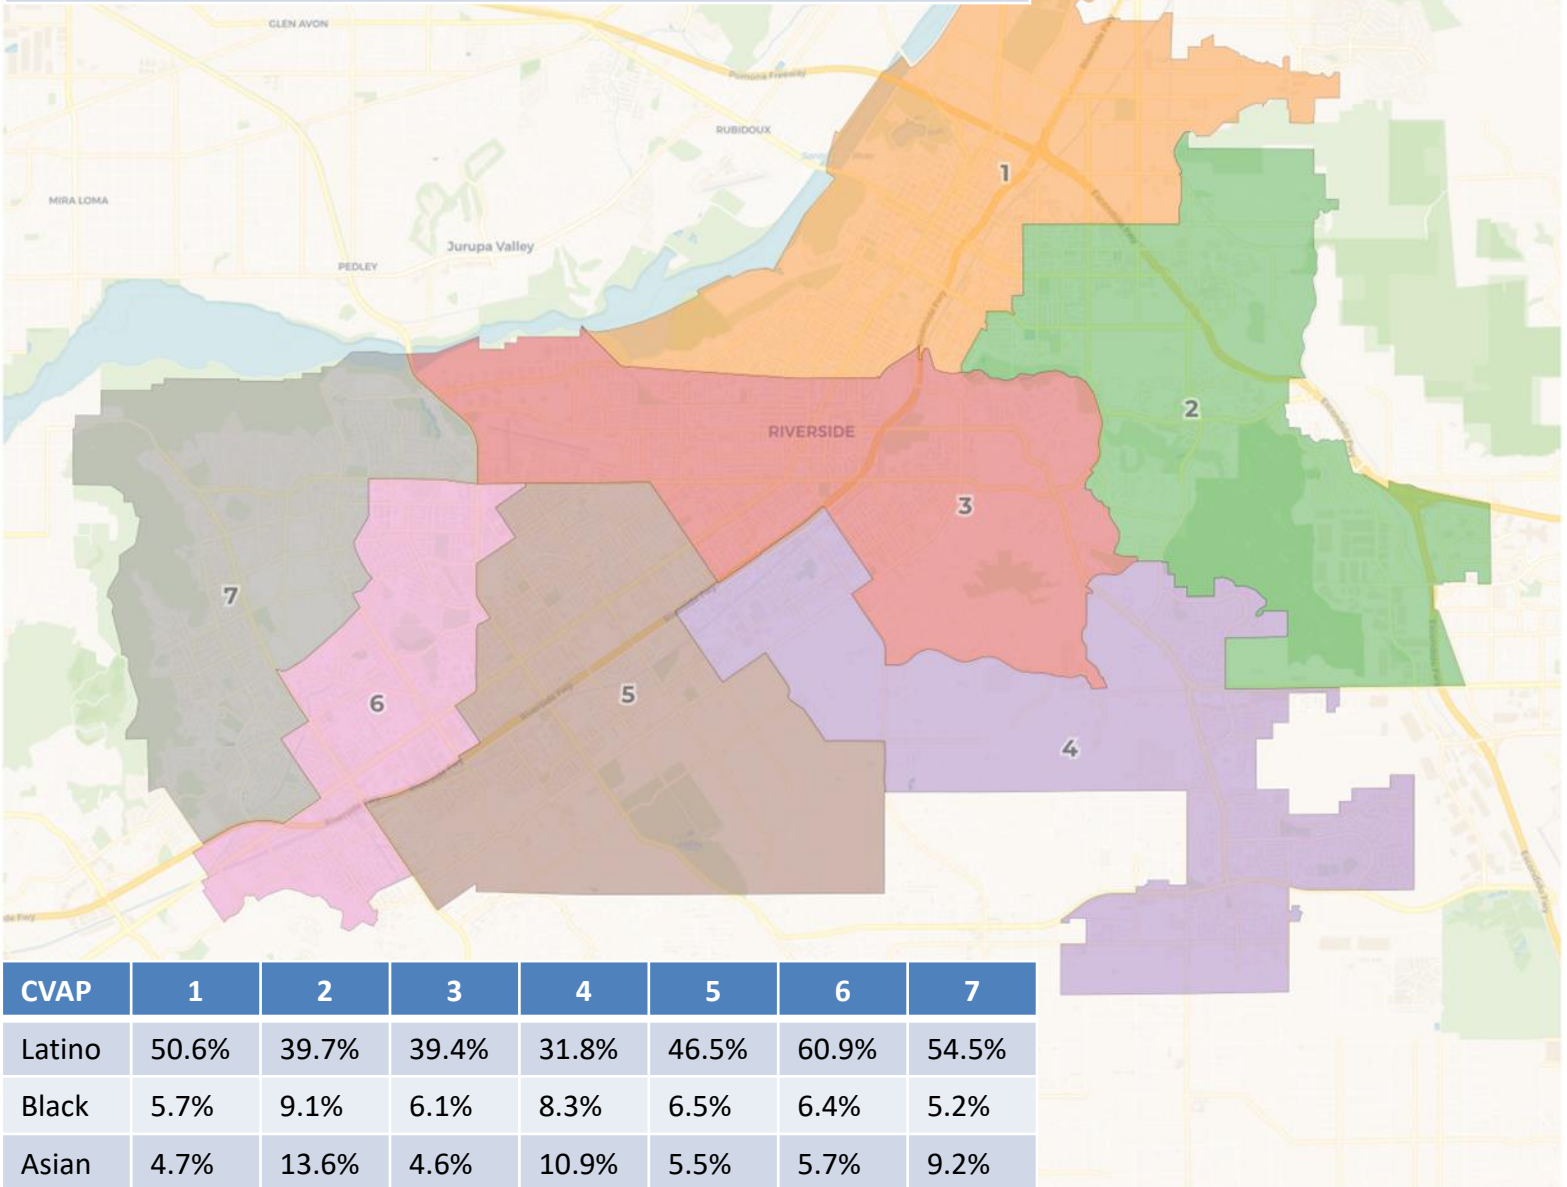 GLEN AVON
Pomona Freeway
RUBIDOUX
1
MIRA LOMA
Jurupa Valley
PEDLEY
2
RIVERSIDE
3
7
5
6
4
de Fwy
CVAP 1 2 3 4 5 6 7
Latino 50.6% 39.7% 39.4% 31.8% 46.5% 60.9% 54.5%
Black 5.7% 9.1% 6.1% 8.3% 6.5% 6.4% 5.2%
Asian 4.7% 13.6% 4.6% 10.9% 5.5% 5.7% 9.2%